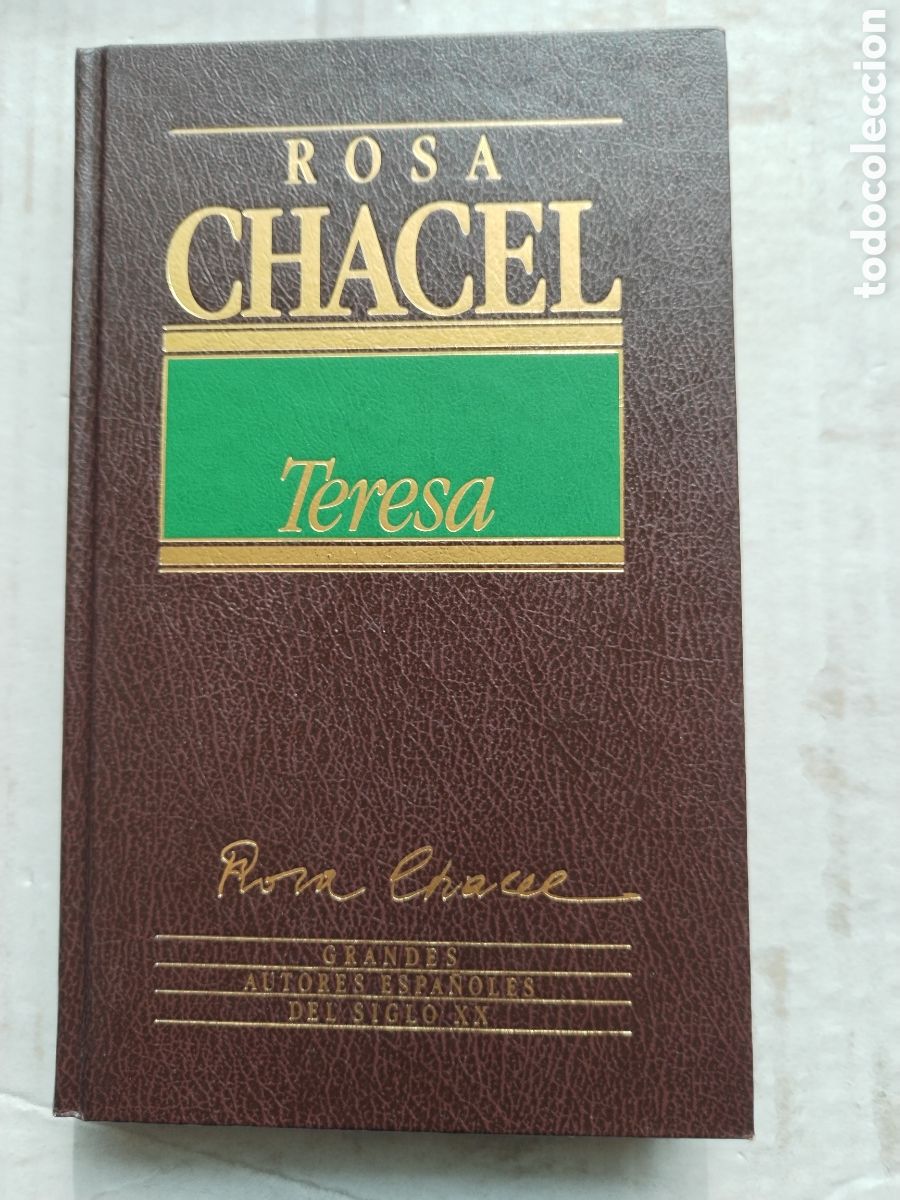 ROSA
CHACEL
Teresa
Rosa Chacel
GRANDES
AUTORES ESPAÑOLES
DEL SIGLO XX
todocoleccion